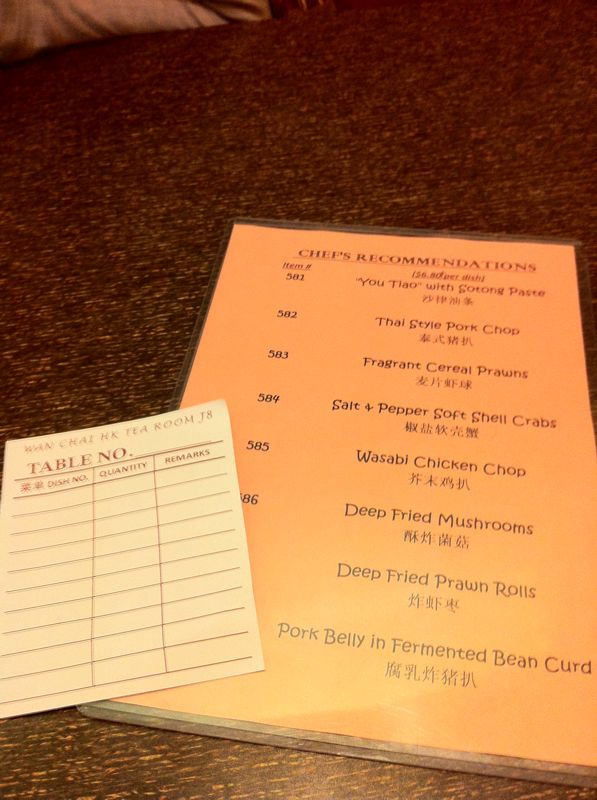 CHEF'S RECOMMENDATIONS
Item #
($6.80 per dish)
581
"You Tiao" with Sotong Paste
沙律油条
582
Thai Style Pork Chop
泰式猪扒
583
Fragrant Cereal Prawns
麦片虾球
584
Salt & Pepper Soft Shell Crabs
椒盐软壳蟹
585
Wasabi Chicken Chop
芥末鸡扒
86
Deep Fried Mushrooms
酥炸菌菇
Deep Fried Prawn Rolls
炸虾枣
Pork Belly in Fermented Bean Curd
腐乳炸猪扒
WAN CHAI HK TEA ROOM J8
TABLE NO.
菜单 DISH NO. QUANTITY REMARKS